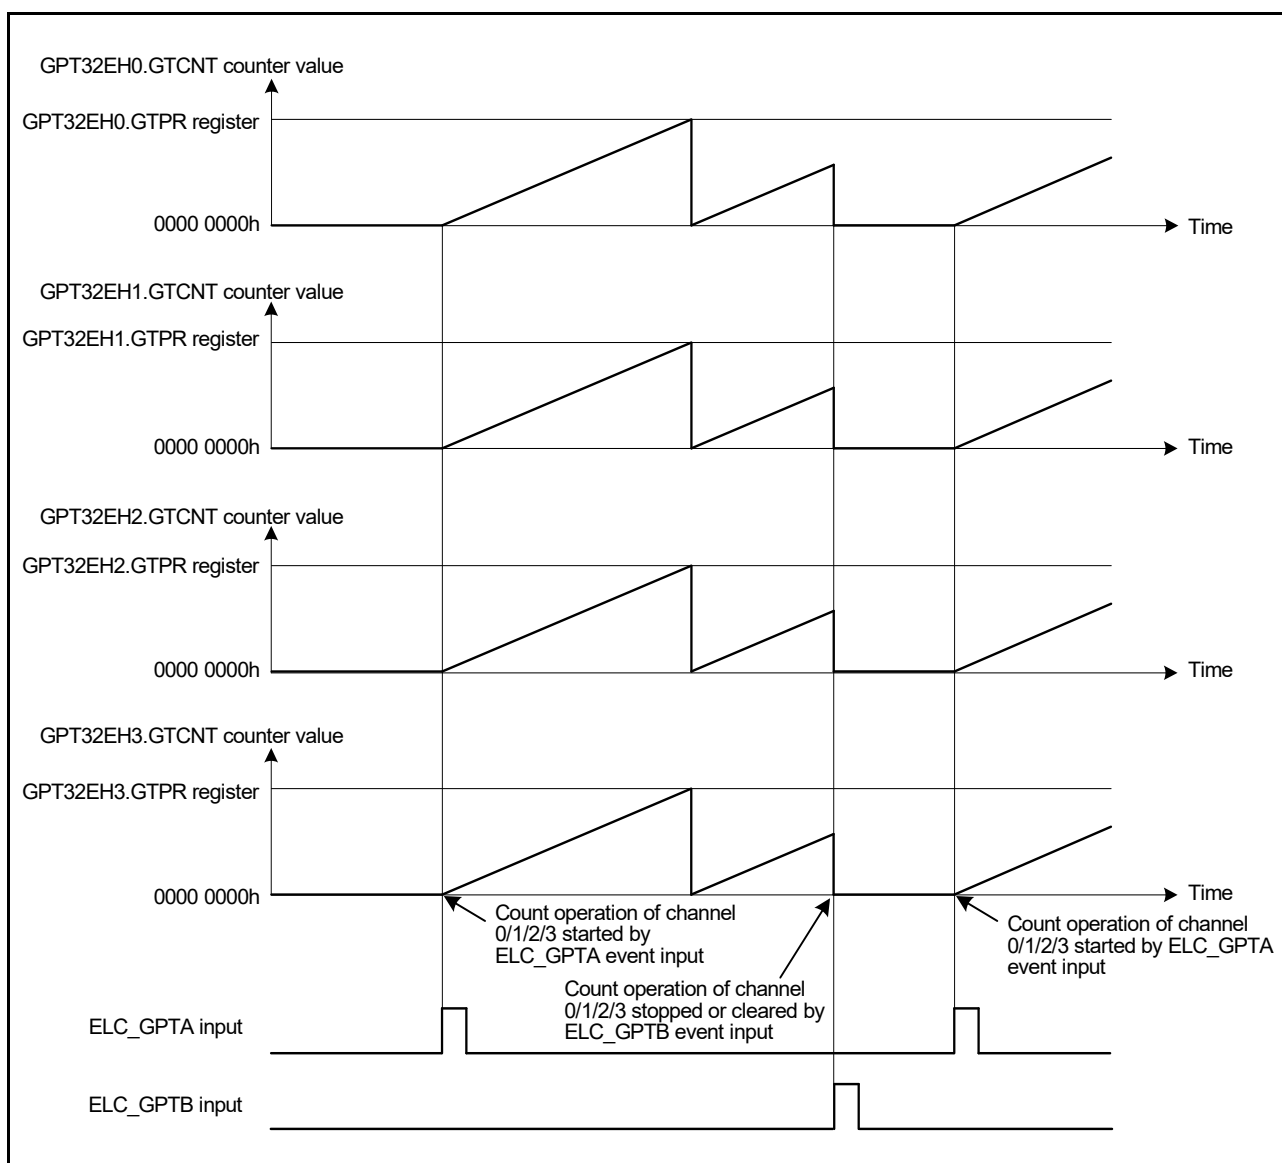 GPT32EH0.GTCNT counter value
GPT32EH0.GTPR register
0000 0000h
Time
GPT32EH1.GTCNT counter value
GPT32EH1.GTPR register
0000 0000h
Time
GPT32EH2.GTCNT counter value
GPT32EH2.GTPR register
0000 0000h
Time
GPT32EH3.GTCNT counter value
GPT32EH3.GTPR register
0000 0000h
Time
Count operation of channel
0/1/2/3 started by
ELC_GPTA event input
Count operation of channel
0/1/2/3 stopped or cleared by
ELC_GPTB event input
Count operation of channel
0/1/2/3 started by ELC_GPTA
event input
ELC_GPTA input
ELC_GPTB input